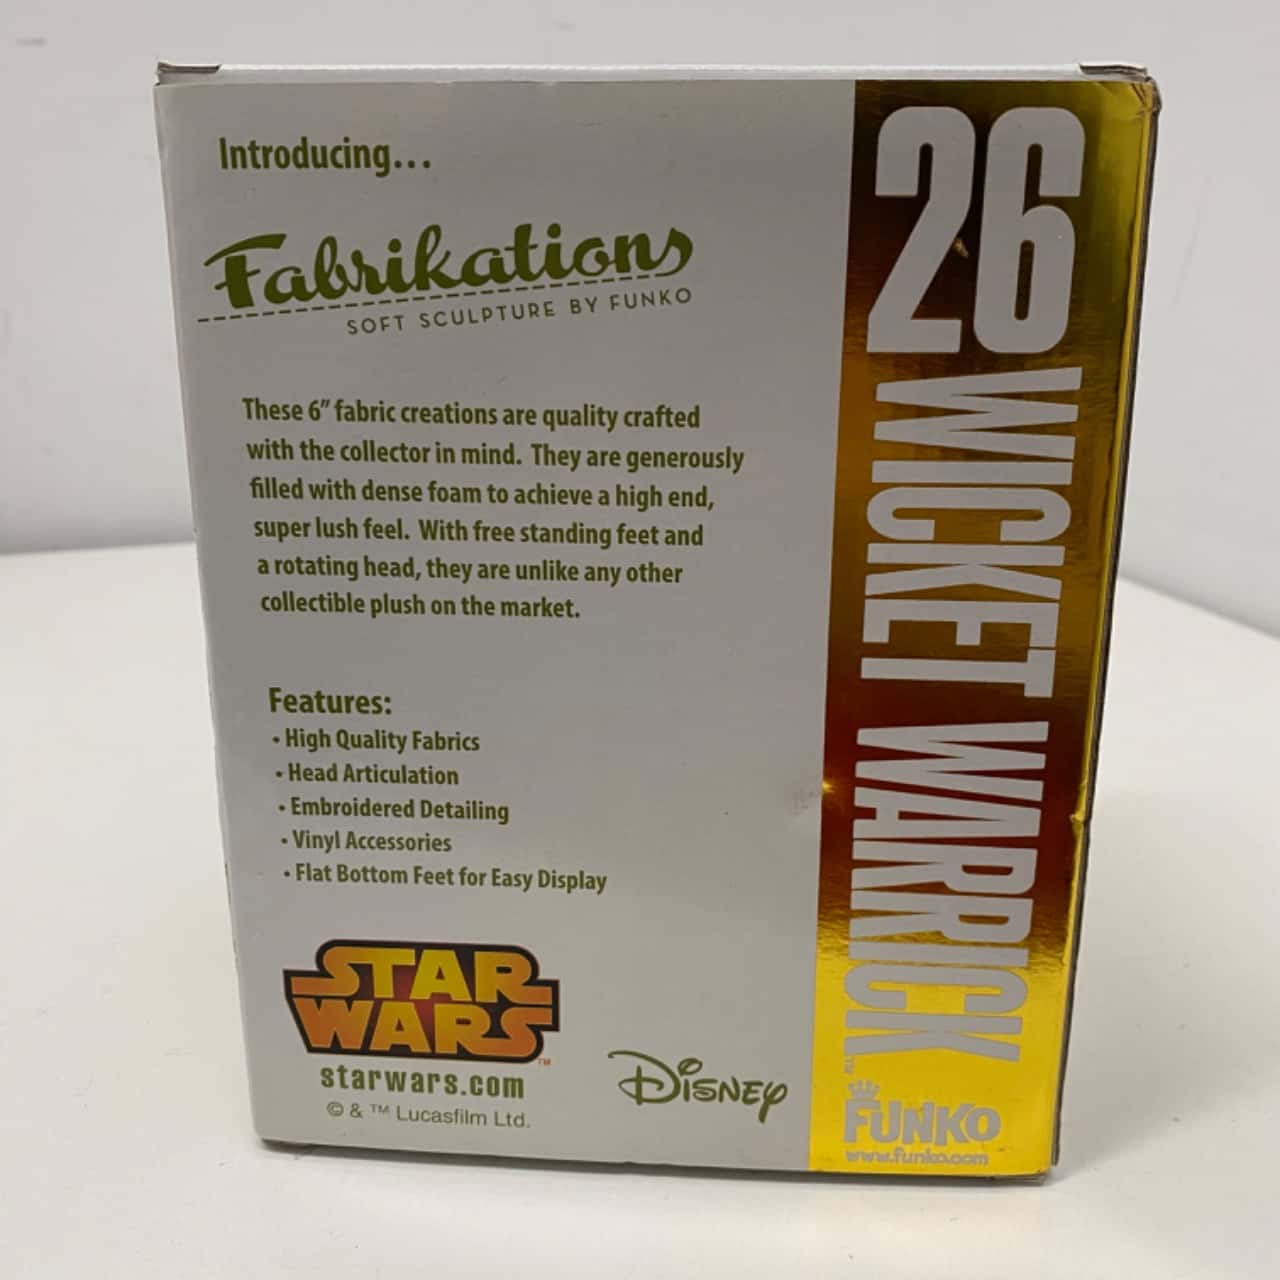 Introducing...
Fabrikations
SOFT SCULPTURE BY FUNKO
These 6" fabric creations are quality crafted
with the collector in mind. They are generously
filled with dense foam to achieve a high end,
super lush feel. With free standing feet and
a rotating head, they are unlike any other
collectible plush on the market.
Features:
• High Quality Fabrics
• Head Articulation
• Embroidered Detailing
• Vinyl Accessories
• Flat Bottom Feet for Easy Display
STAR
WARS™
starwars.com
© & ™ Lucasfilm Ltd.
Disney
26
WICKET WARRICK™
FUNKO
www.funko.com